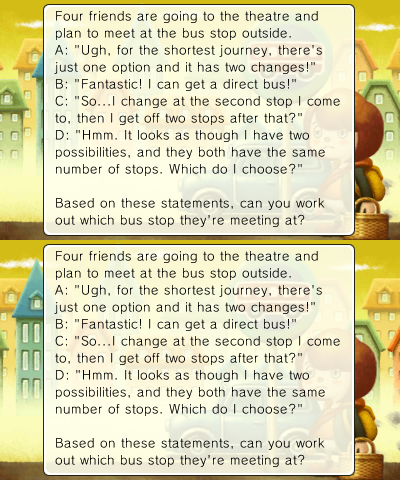 Four friends are going to the theatre and
plan to meet at the bus stop outside.
A: "Ugh, for the shortest journey, there's
just one option and it has two changes!"
B: "Fantastic! I can get a direct bus!"
C: "So...I change at the second stop I come
to, then I get off two stops after that?"
D: "Hmm. It looks as though I have two
possibilities, and they both have the same
number of stops. Which do I choose?"
Based on these statements, can you work
out which bus stop they're meeting at?
Four friends are going to the theatre and
plan to meet at the bus stop outside.
A: "Ugh, for the shortest journey, there's
just one option and it has two changes!"
B: "Fantastic! I can get a direct bus!"
C: "So...I change at the second stop I come
to, then I get off two stops after that?"
D: "Hmm. It looks as though I have two
possibilities, and they both have the same
number of stops. Which do I choose?"
Based on these statements, can you work
out which bus stop they're meeting at?